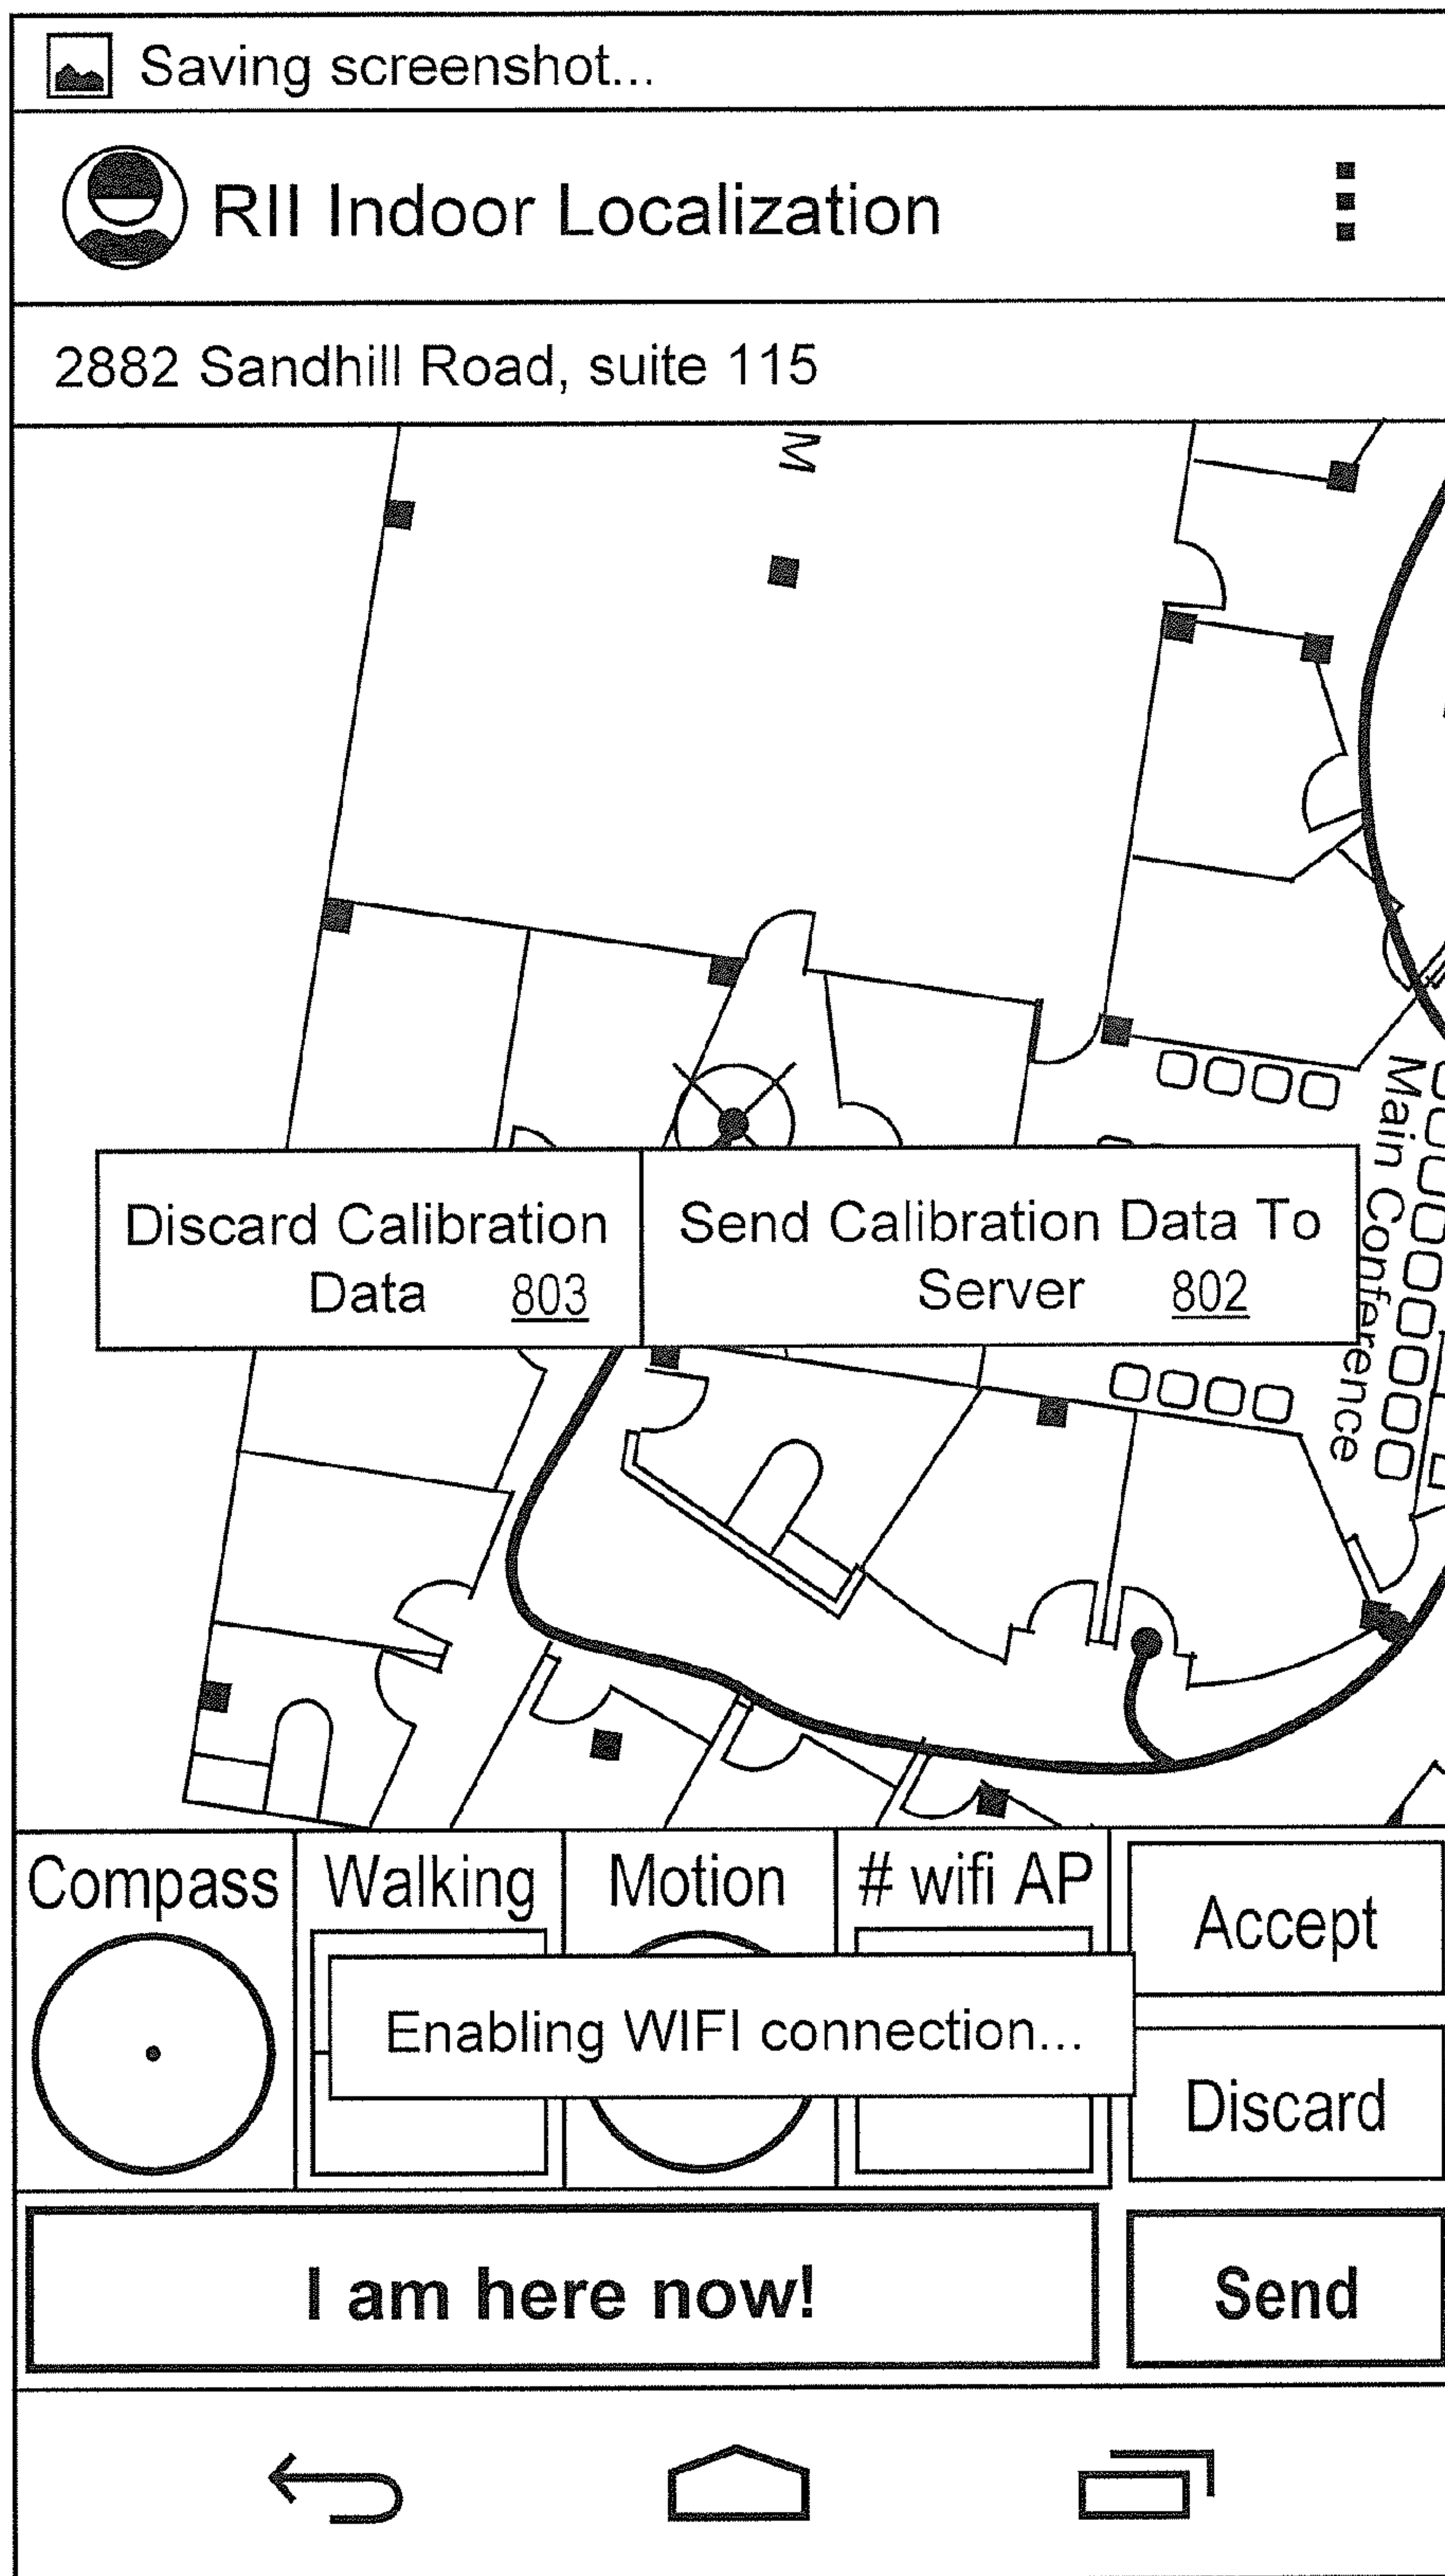 Saving screenshot...
RII Indoor Localization
2882 Sandhill Road, suite 115
M
Discard Calibration
Data 803
Send Calibration Data To
Server 802
Main Conference
Compass
Walking
Motion
# wifi AP
Accept
Enabling WIFI connection...
Discard
I am here now!
Send